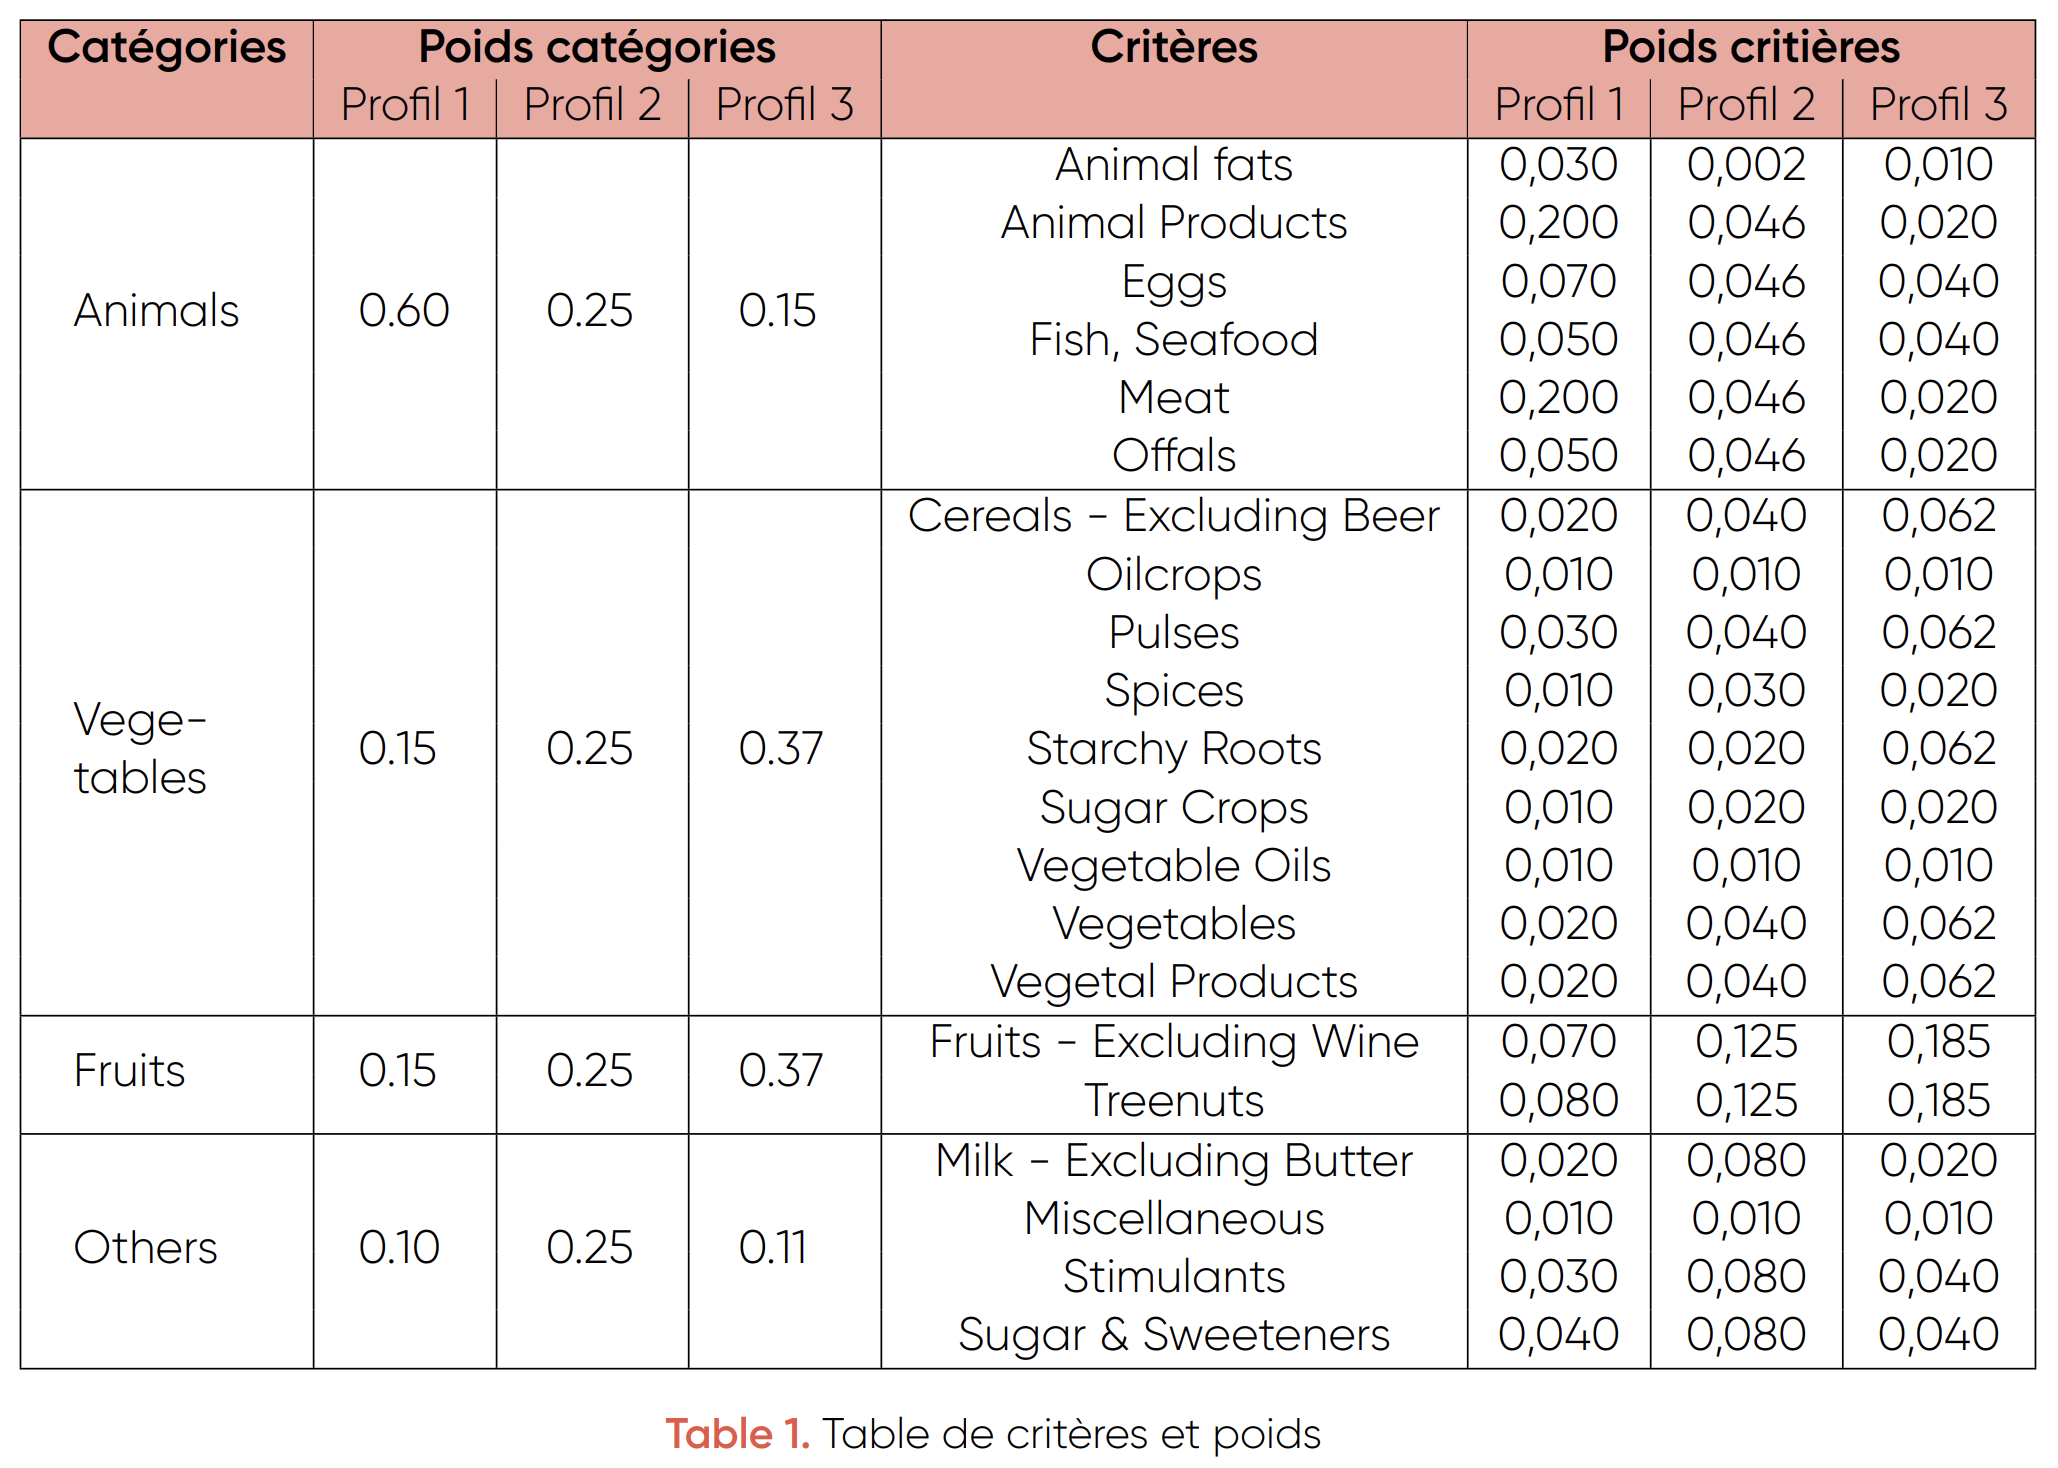 Catégories Poids catégories Critères Poids critières
Profil 1 Profil 2 Profil 3 Profil 1 Profil 2 Profil 3
Animals 0.60 0.25 0.15
Animal fats 0,030 0,002 0,010
Animal Products 0,200 0,046 0,020
Eggs 0,070 0,046 0,040
Fish, Seafood 0,050 0,046 0,040
Meat 0,200 0,046 0,020
Offals 0,050 0,046 0,020
Vege-
tables 0.15 0.25 0.37
Cereals - Excluding Beer 0,020 0,040 0,062
Oilcrops 0,010 0,010 0,010
Pulses 0,030 0,040 0,062
Spices 0,010 0,030 0,020
Starchy Roots 0,020 0,020 0,062
Sugar Crops 0,010 0,020 0,020
Vegetable Oils 0,010 0,010 0,010
Vegetables 0,020 0,040 0,062
Vegetal Products 0,020 0,040 0,062
Fruits 0.15 0.25 0.37
Fruits - Excluding Wine 0,070 0,125 0,185
Treenuts 0,080 0,125 0,185
Others 0.10 0.25 0.11
Milk - Excluding Butter 0,020 0,080 0,020
Miscellaneous 0,010 0,010 0,010
Stimulants 0,030 0,080 0,040
Sugar & Sweeteners 0,040 0,080 0,040
Table 1. Table de critères et poids